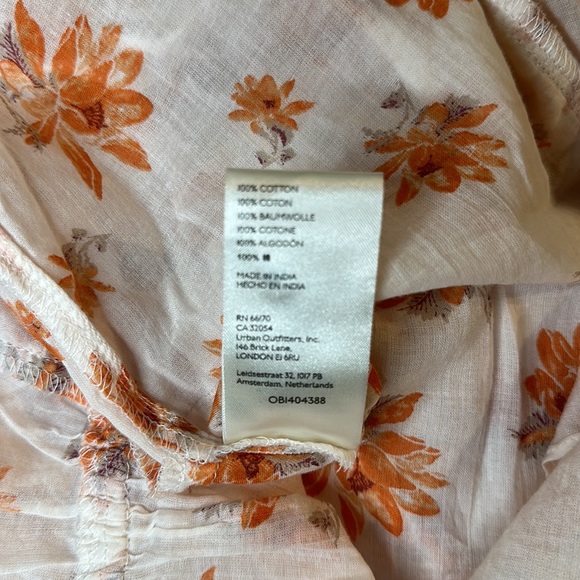 100% COTTON
100% COTON
100% BAUMWOLLE
100% COTONE
100% ALGODÓN
100% 棉
MADE IN INDIA
HECHO EN INDIA
RN 66170
CA 32054
Urban Outfitters, Inc.
146 Brick Lane,
LONDON E1 6RU
Leidsestraat 32, 1017 PB
Amsterdam, Netherlands
OB1404388